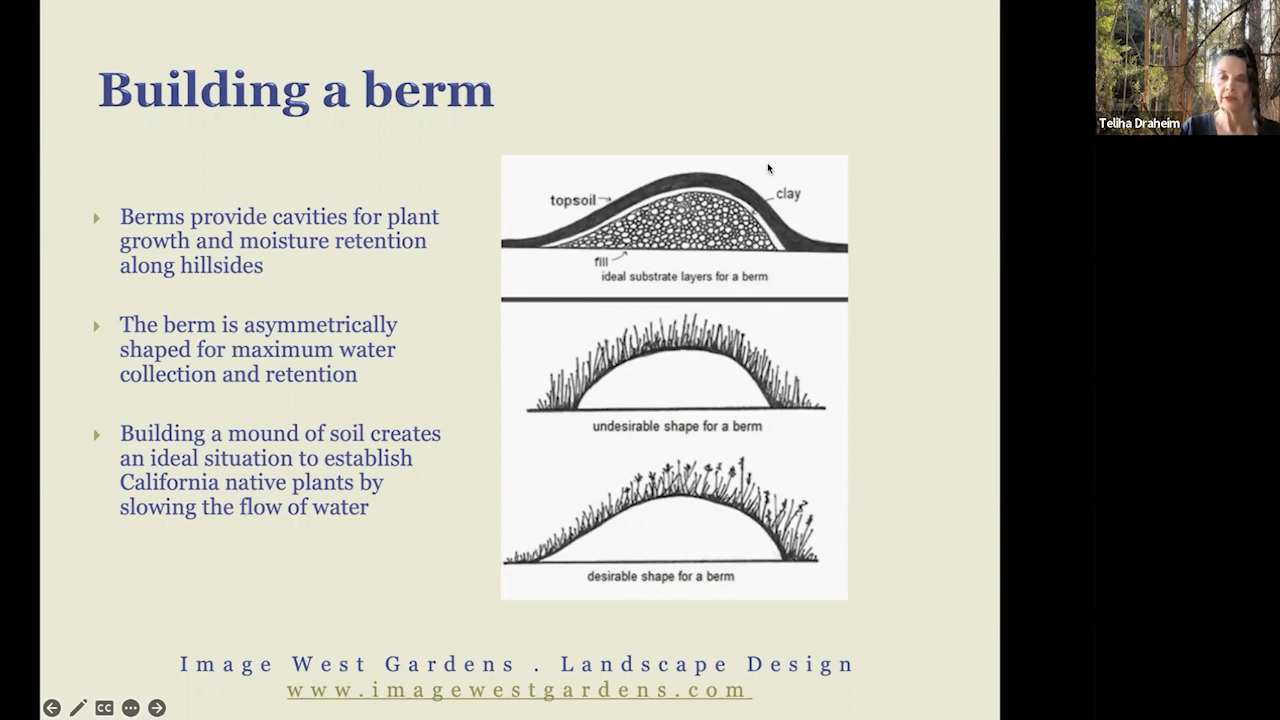 Building a berm
Teliha Draheim
Berms provide cavities for plant
growth and moisture retention
along hillsides
The berm is asymmetrically
shaped for maximum water
collection and retention
Building a mound of soil creates
an ideal situation to establish
California native plants by
slowing the flow of water
topsoil
clay
fill
ideal substrate layers for a berm
undesirable shape for a berm
desirable shape for a berm
Image West Gardens . Landscape Design
www.imagewestgardens.com
CC